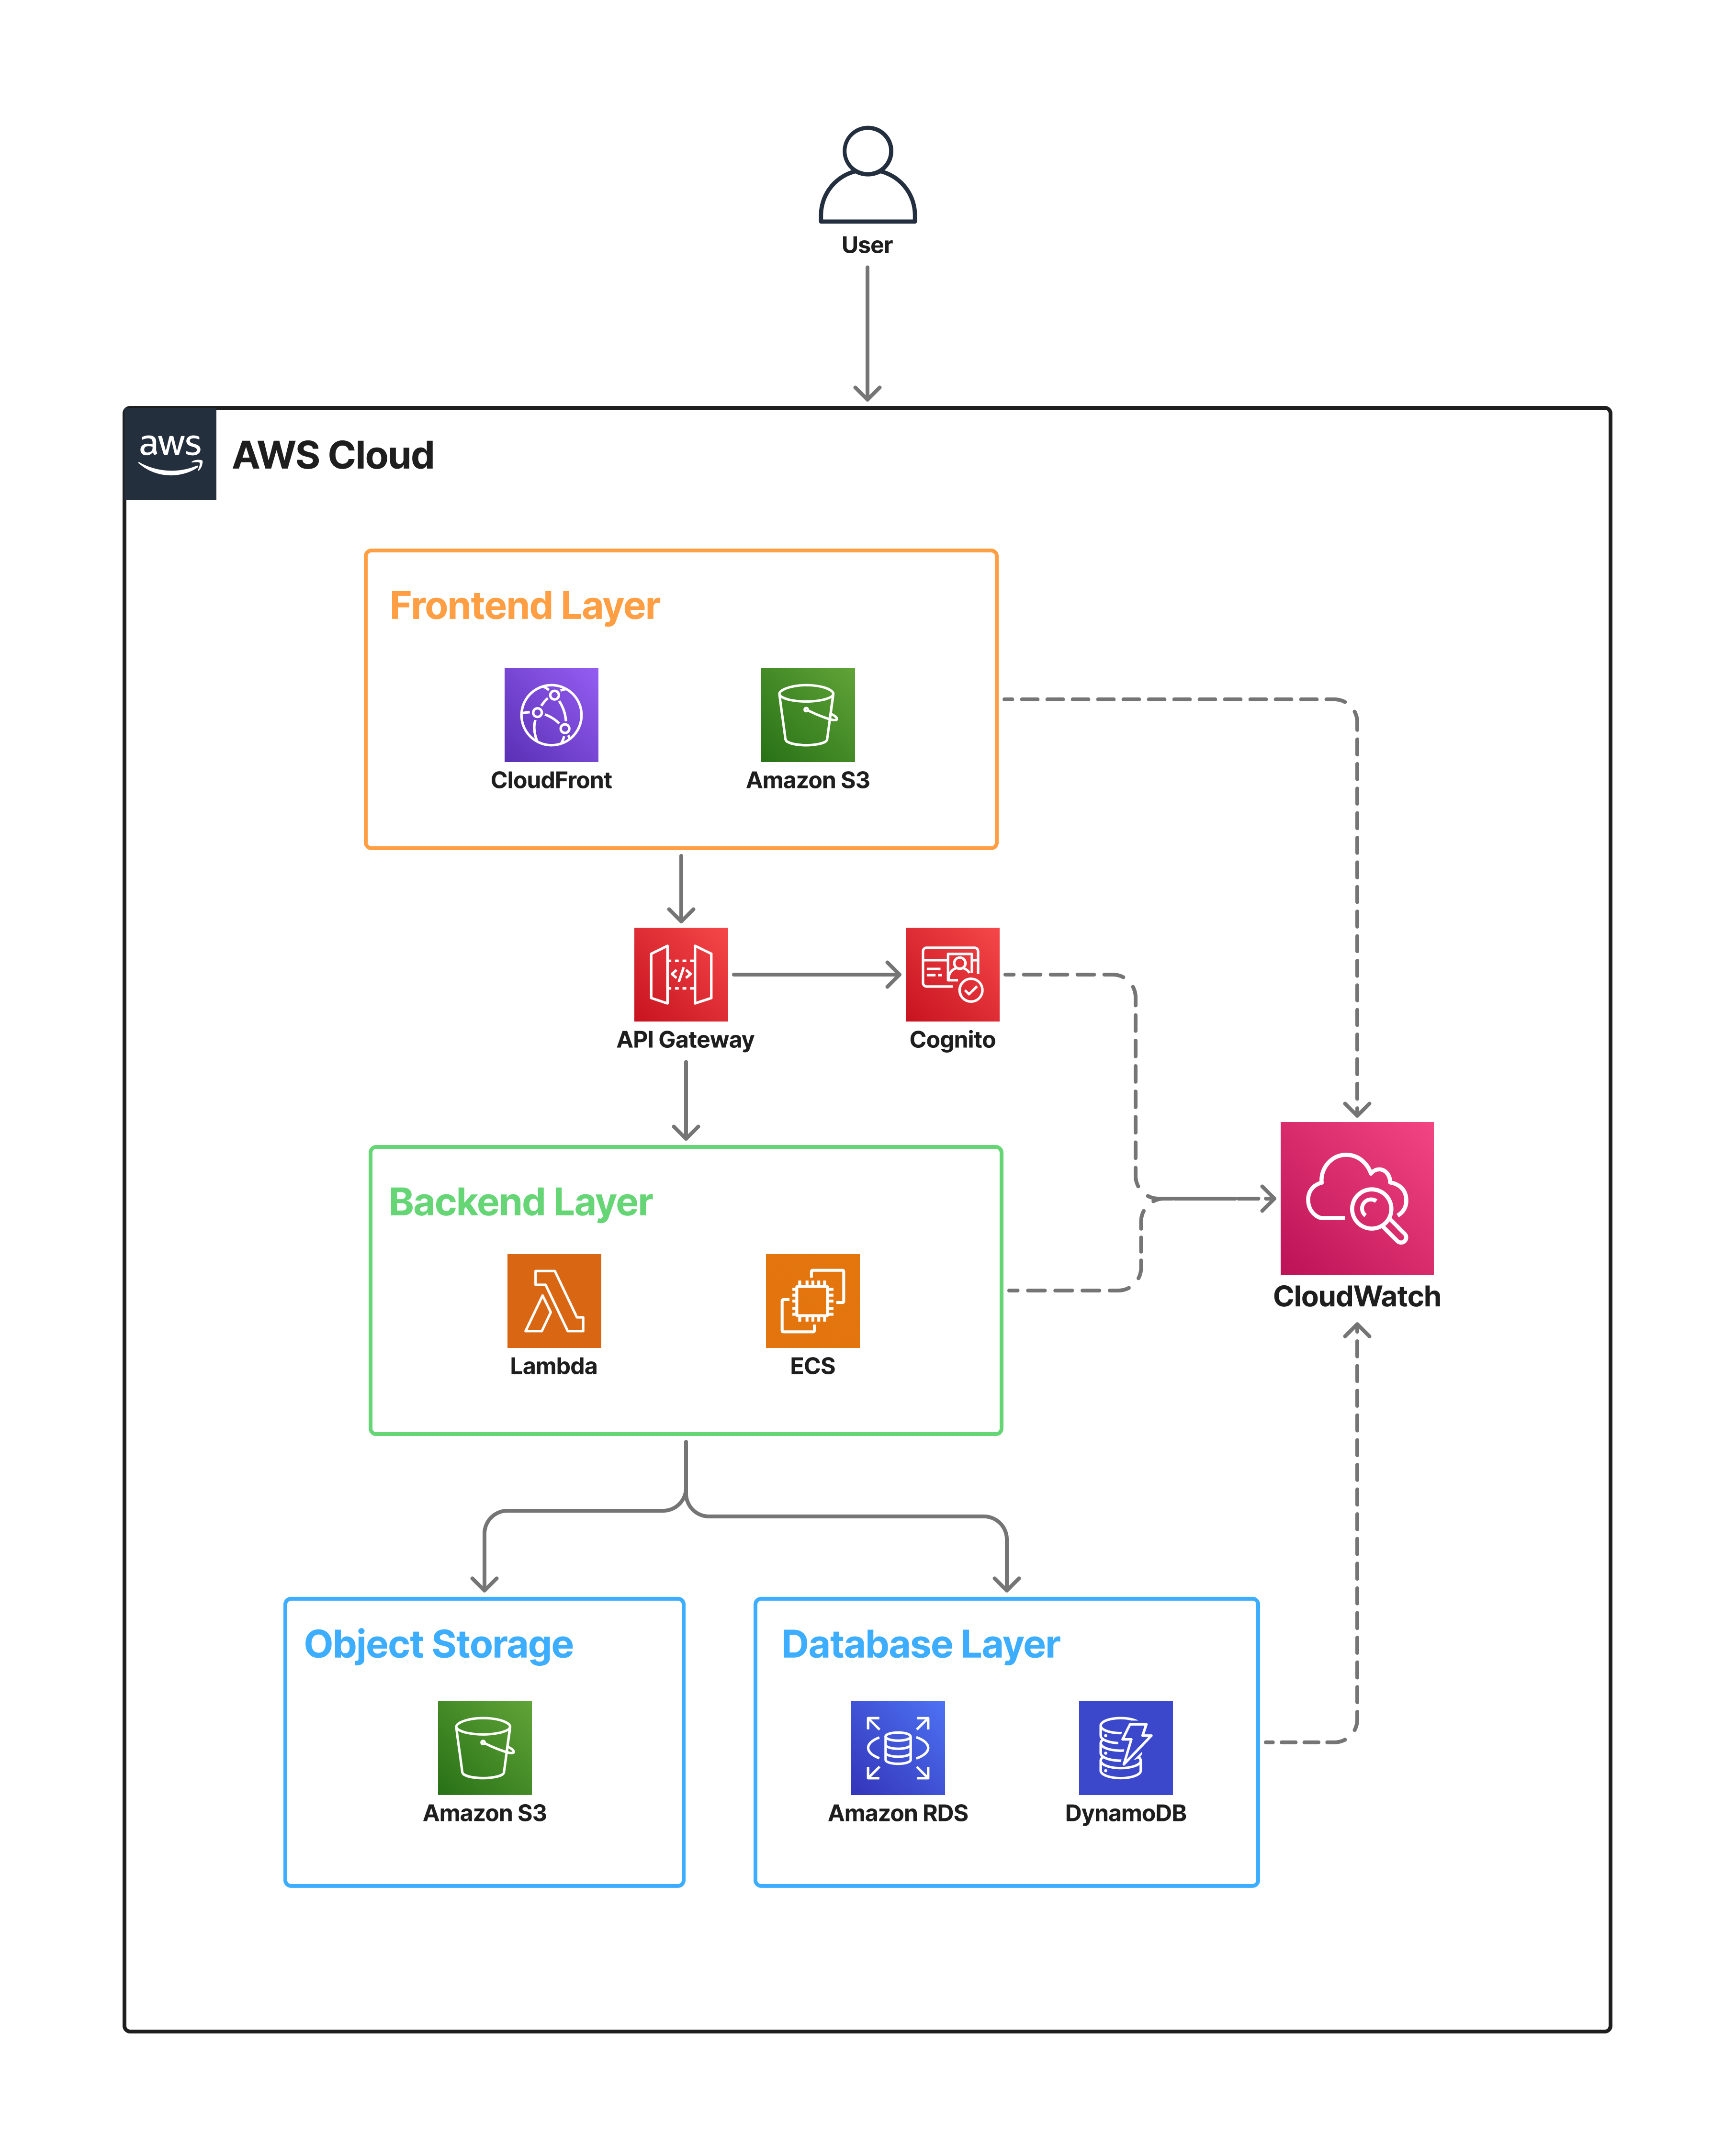 User
aws
AWS Cloud
Frontend Layer
CloudFront
Amazon S3
API Gateway
Cognito
Backend Layer
Lambda
ECS
CloudWatch
Object Storage
Amazon S3
Database Layer
Amazon RDS
DynamoDB